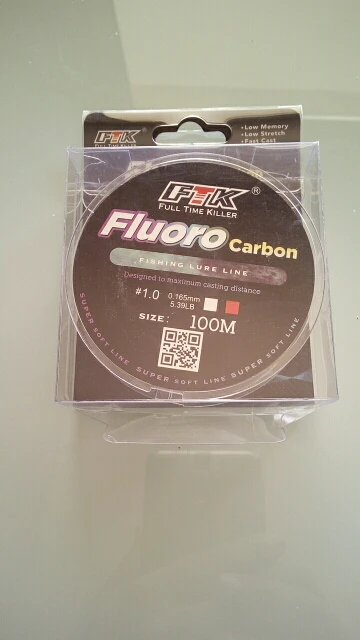 FTK
FULL TIME KILLER
• Low Memory
• Low Stretch
• Fast Cast
FTK®
FULL TIME KILLER
Fluoro Carbon
FISHING LURE LINE
Designed to maximum casting distance
#1.0 0.165mm
5.39LB
SIZE: 100M
SUPER SOFT LINE SUPER SOFT LINE SUPER SOFT LINE